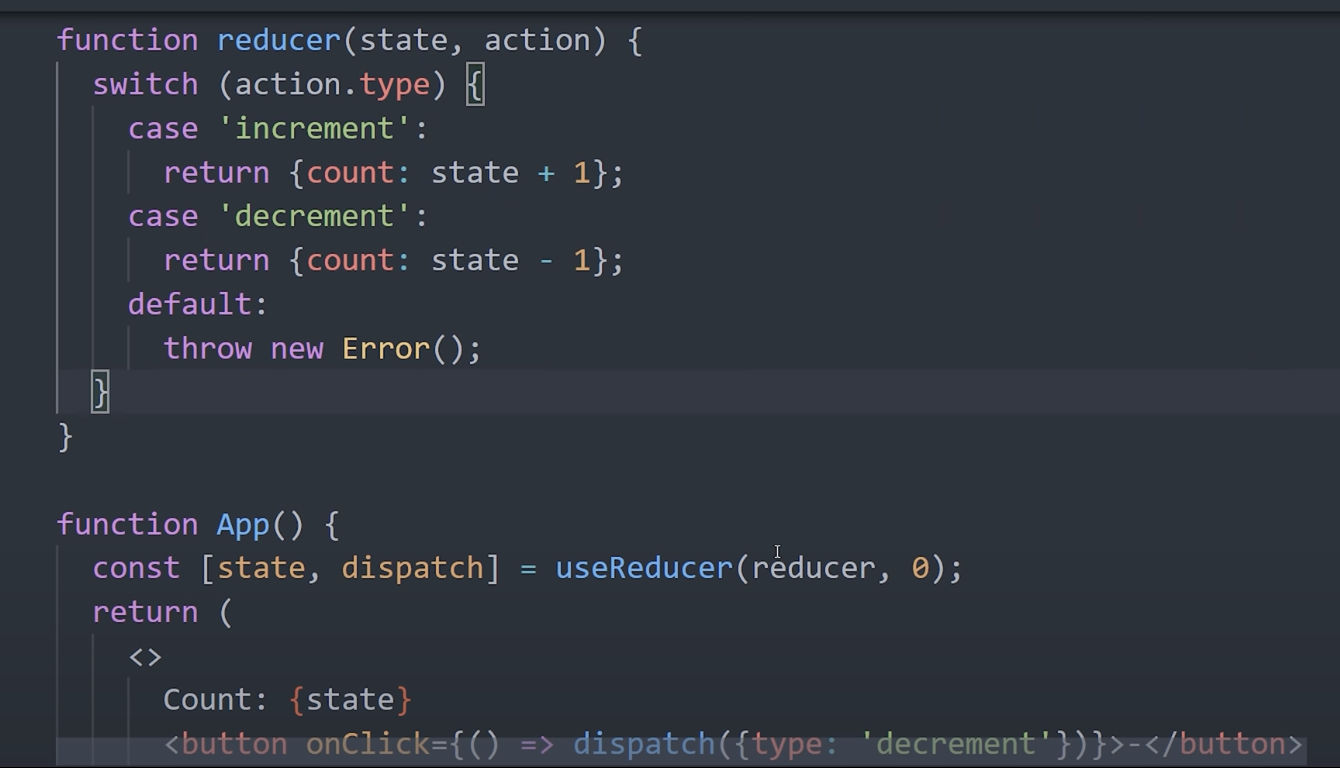 function reducer(state, action) {
  switch (action.type) {
    case 'increment':
      return {count: state + 1};
    case 'decrement':
      return {count: state - 1};
    default:
      throw new Error();
  }
}

function App() {
  const [state, dispatch] = useReducer(reducer, 0);
  return (
    <>
      Count: {state}
      <button onClick={() => dispatch({type: 'decrement'})}>-</button>